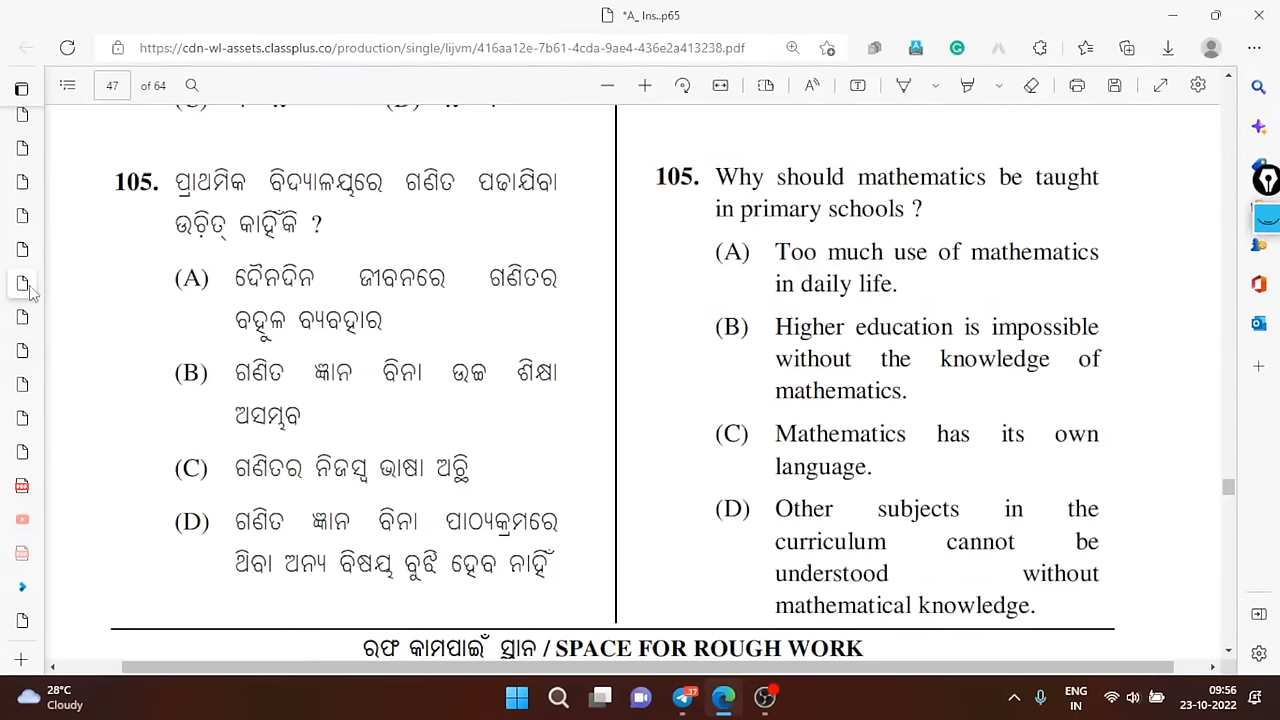 *A_ Ins..p65
https://cdn-wl-assets.classplus.co/production/single/lijvm/416aa12e-7b61-4cda-9ae4-436e2a413238.pdf
47 of 64
105. ପ୍ରାଥମିକ ବିଦ୍ୟାଳୟରେ ଗଣିତ ପଢାଯିବା
ଉଚିତ୍ କାହିଁକି ?
(A) ଦୈନଦିନ ଜୀବନରେ ଗଣିତର
ବହୁଳ ବ୍ୟବହାର
(B) ଗଣିତ ଜ୍ଞାନ ବିନା ଉଚ୍ଚ ଶିକ୍ଷା
ଅସମ୍ଭବ
(C) ଗଣିତର ନିଜସ୍ୱ ଭାଷା ଅଛି
(D) ଗଣିତ ଜ୍ଞାନ ବିନା ପାଠ୍ୟକ୍ରମରେ
ଥିବା ଅନ୍ୟ ବିଷୟ ବୁଝି ହେବ ନାହିଁ
105. Why should mathematics be taught
in primary schools ?
(A) Too much use of mathematics
in daily life.
(B) Higher education is impossible
without the knowledge of
mathematics.
(C) Mathematics has its own
language.
(D) Other subjects in the
curriculum cannot be
understood without
mathematical knowledge.
ରଫ କାମପାଇଁ ସ୍ଥାନ / SPACE FOR ROUGH WORK
28°C
Cloudy
37
ENG
IN
09:56
23-10-2022